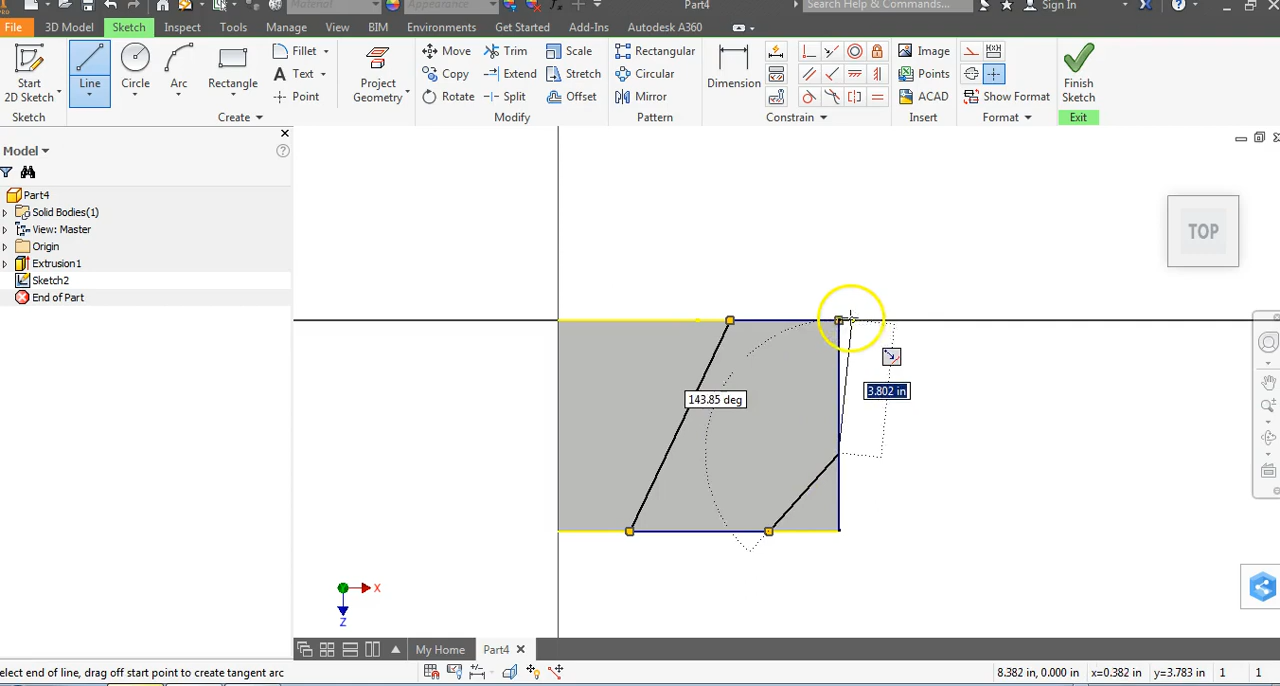 Material
Appearance
Part4
Search Help & Commands...
Sign In
File
3D Model
Sketch
Inspect
Tools
Manage
View
BIM
Environments
Get Started
Add-Ins
Autodesk A360
Start
2D Sketch
Line
Circle
Arc
Rectangle
Fillet
Text
Point
Project
Geometry
Move
Trim
Scale
Copy
Extend
Stretch
Rotate
Split
Offset
Rectangular
Circular
Mirror
Dimension
Image
Points
ACAD
Show Format
Finish
Sketch
Sketch
Create
Modify
Pattern
Constrain
Insert
Format
Exit
Model
Part4
Solid Bodies(1)
View: Master
Origin
Extrusion1
Sketch2
End of Part
TOP
143.85 deg
3.802 in
X
Z
My Home
Part4
elect end of line, drag off start point to create tangent arc
8.382 in, 0.000 in
x=0.382 in
y=3.783 in
1
1